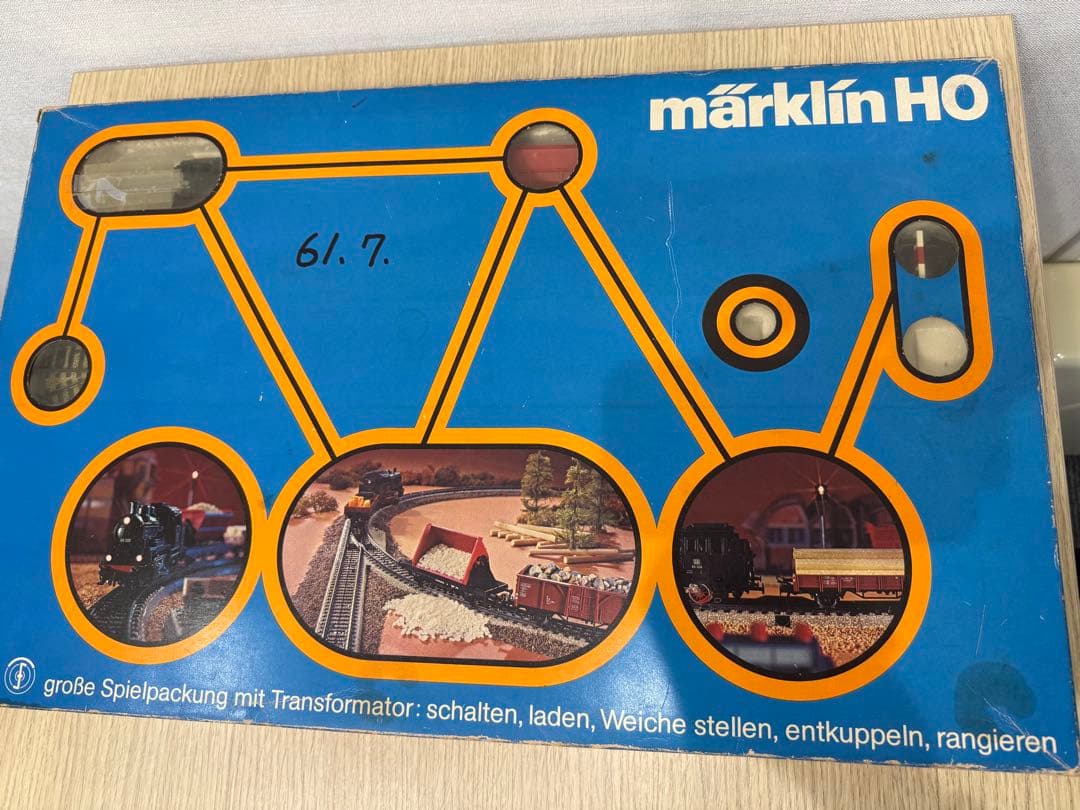 märklin HO
61. 7.
große Spielpackung mit Transformator: schalten, laden, Weiche stellen, entkuppeln, rangieren